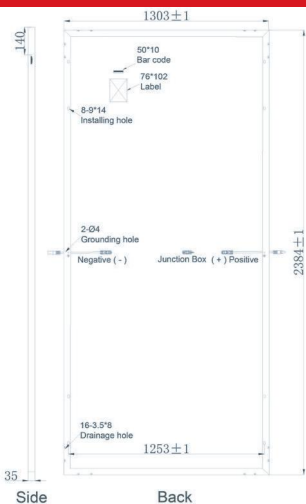 1303±1
140
50*10
Bar code
76*102
Label
8-9*14
Installing hole
2-Ø4
Grounding hole
Negative ( - )
Junction Box ( + ) Positive
2384±1
16-3.5*8
Drainage hole
1253±1
35
Side
Back